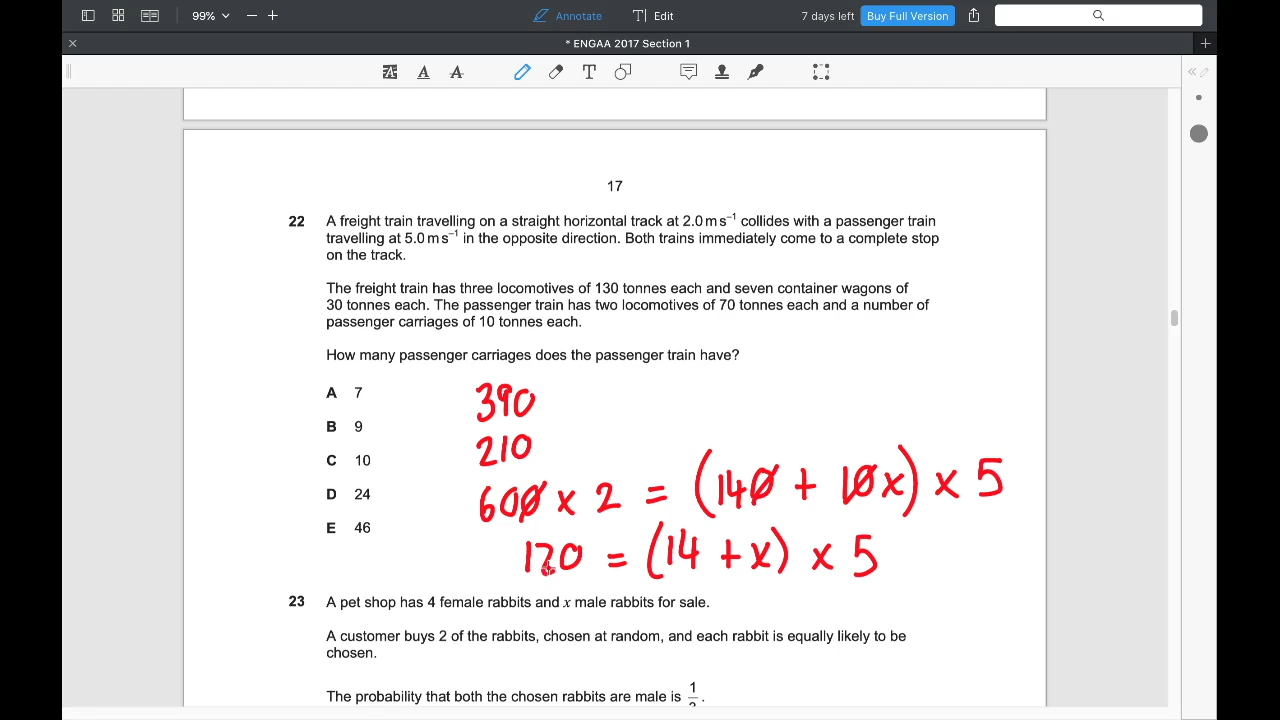 99%
Annotate
Edit
7 days left
Buy Full Version
* ENGAA 2017 Section 1
17
22 A freight train travelling on a straight horizontal track at 2.0 m s⁻¹ collides with a passenger train
travelling at 5.0 m s⁻¹ in the opposite direction. Both trains immediately come to a complete stop
on the track.
The freight train has three locomotives of 130 tonnes each and seven container wagons of
30 tonnes each. The passenger train has two locomotives of 70 tonnes each and a number of
passenger carriages of 10 tonnes each.
How many passenger carriages does the passenger train have?
A 7
B 9
C 10
D 24
E 46
390
210
600 x 2 = (140 + 10x) x 5
120 = (14 + x) x 5
23 A pet shop has 4 female rabbits and x male rabbits for sale.
A customer buys 2 of the rabbits, chosen at random, and each rabbit is equally likely to be
chosen.
The probability that both the chosen rabbits are male is 1